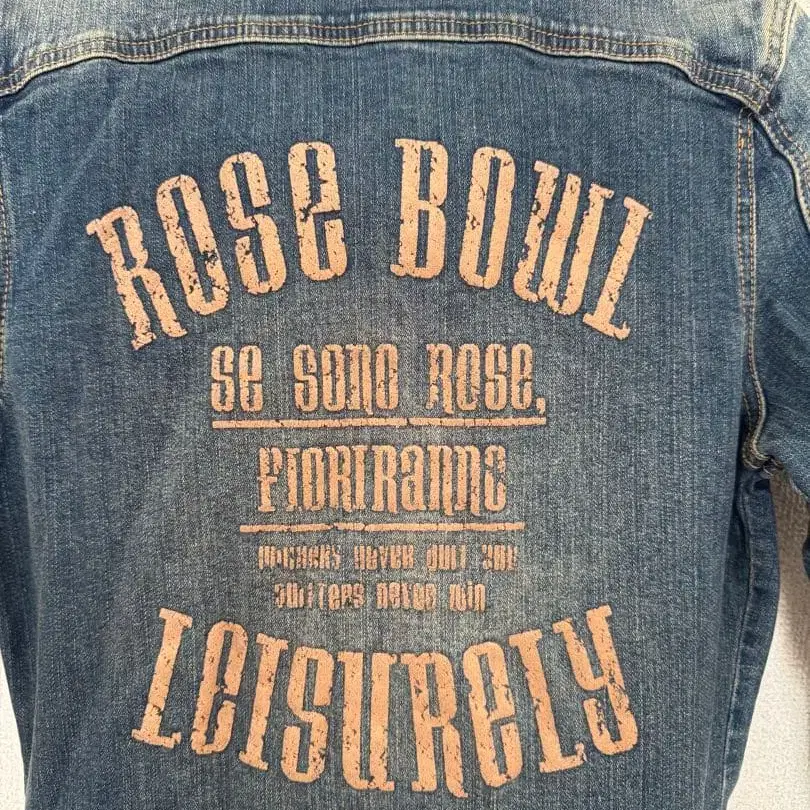 ROSE BOWL
SE SONO ROSE,
FIORIRANNO
NEVER QUIT AND
QUITTERS NEVER WIN
LEISURELY